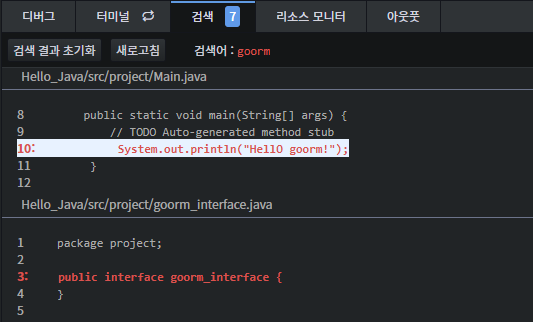 디버그 터미널 검색 7 리소스 모니터 아웃풋
검색 결과 초기화 새로고침 검색어 : goorm
Hello_Java/src/project/Main.java
8 public static void main(String[] args) {
9 // TODO Auto-generated method stub
10: System.out.println("HellO goorm!");
11 }
12
Hello_Java/src/project/goorm_interface.java
1 package project;
2
3: public interface goorm_interface {
4 }
5